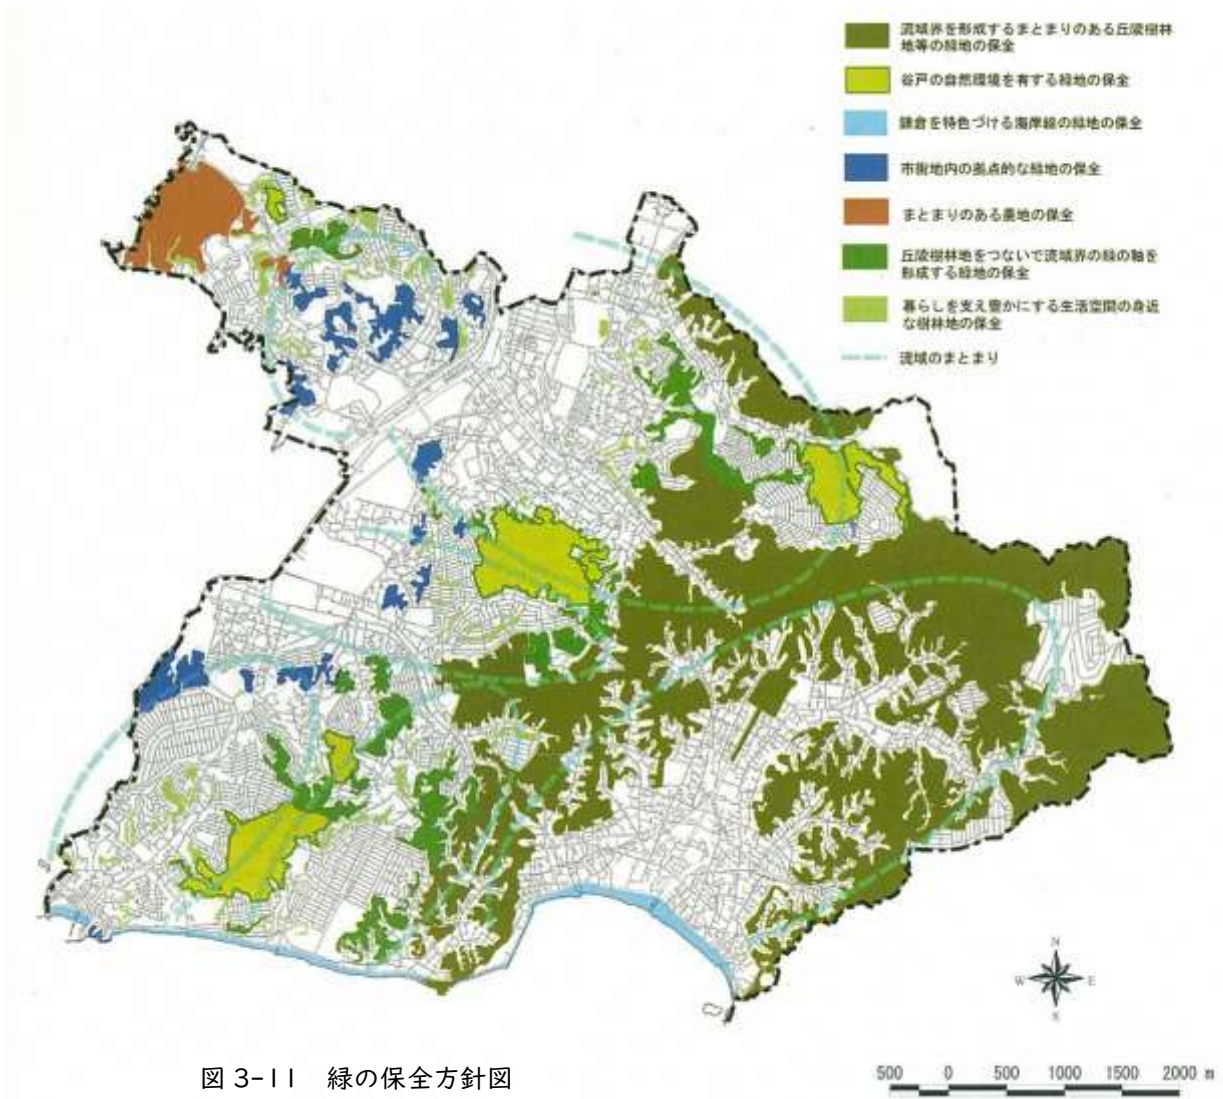 流域界を形成するまとまりのある丘陵樹林
地等の緑地の保全
谷戸の自然環境を有する緑地の保全
鎌倉を特色づける海岸線の緑地の保全
市街地内の拠点的な緑地の保全
まとまりのある農地の保全
丘陵樹林地をつないで流域界の緑の軸を
形成する緑地の保全
暮らしを支え豊かにする生活空間の身近
な樹林地の保全
流域のまとまり
N
W E
S
図 3-11 緑の保全方針図
500 0 500 1000 1500 2000 m